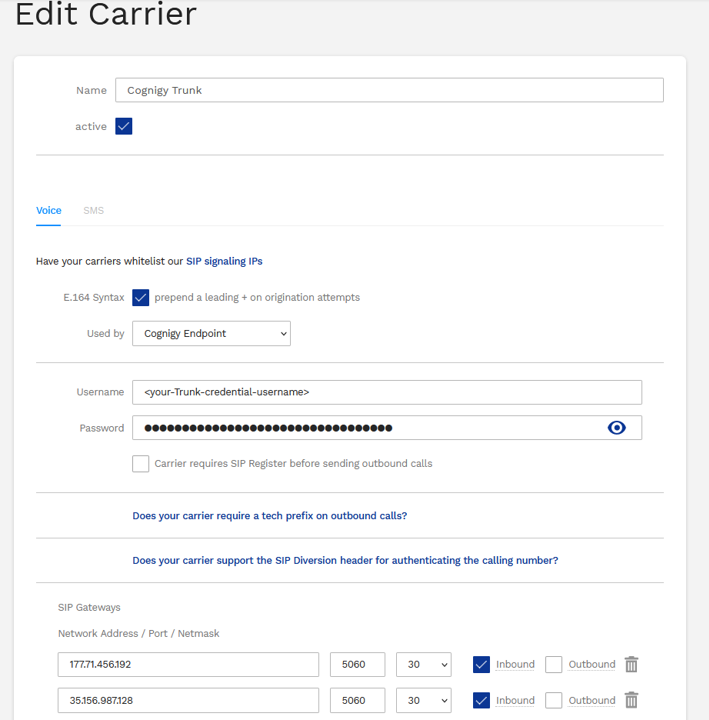 Edit Carrier
Name Cognigy Trunk
active
Voice SMS
Have your carriers whitelist our SIP signaling IPs
E.164 Syntax prepend a leading + on origination attempts
Used by Cognigy Endpoint
Username <your-Trunk-credential-username>
Password ●●●●●●●●●●●●●●●●●●●●●●●●●●●●●●●●●
Carrier requires SIP Register before sending outbound calls
Does your carrier require a tech prefix on outbound calls?
Does your carrier support the SIP Diversion header for authenticating the calling number?
SIP Gateways
Network Address / Port / Netmask
177.71.456.192 5060 30 Inbound Outbound
35.156.987.128 5060 30 Inbound Outbound